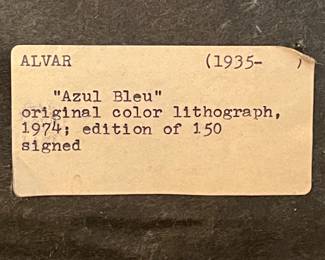 ALVAR (1935- )
"Azul Bleu"
original color lithograph,
1974; edition of 150
signed